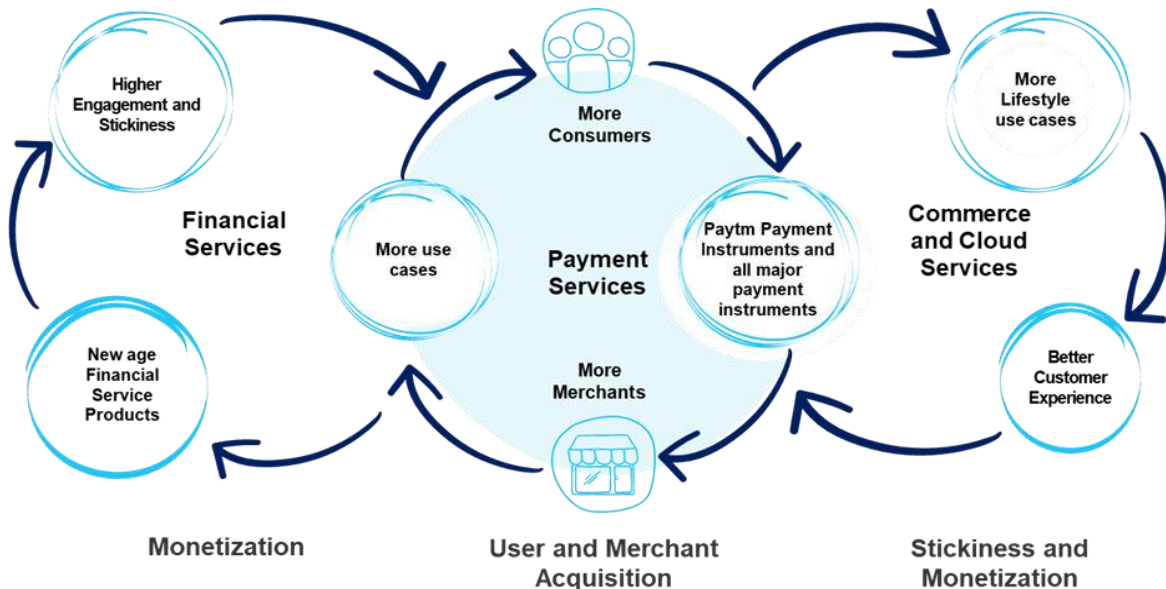 Higher
Engagement and
Stickiness
More
Consumers
More
Lifestyle
use cases
Financial
Services
More use
cases
Payment
Services
Paytm Payment
Instruments and
all major
payment
instruments
Commerce
and Cloud
Services
New age
Financial
Service
Products
More
Merchants
Better
Customer
Experience
Monetization
User and Merchant
Acquisition
Stickiness and
Monetization